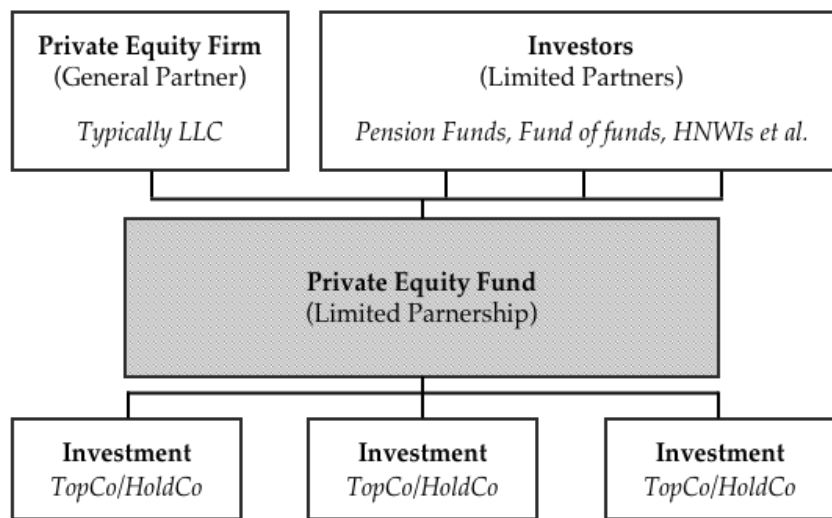 Private Equity Firm
(General Partner)
Typically LLC
Investors
(Limited Partners)
Pension Funds, Fund of funds, HNWIs et al.
Private Equity Fund
(Limited Parnership)
Investment
TopCo/HoldCo
Investment
TopCo/HoldCo
Investment
TopCo/HoldCo